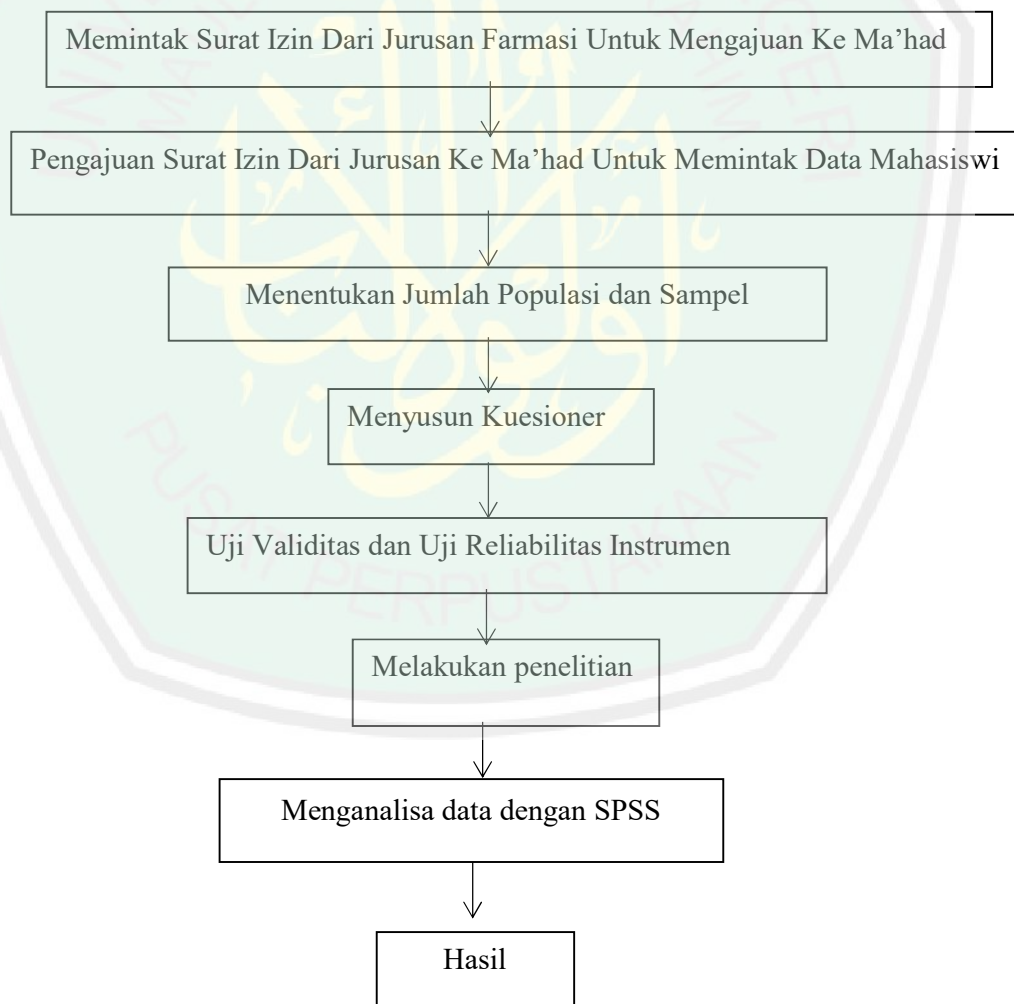 Memintak Surat Izin Dari Jurusan Farmasi Untuk Mengajuan Ke Ma’had
Pengajuan Surat Izin Dari Jurusan Ke Ma’had Untuk Memintak Data Mahasiswi
Menentukan Jumlah Populasi dan Sampel
Menyusun Kuesioner
Uji Validitas dan Uji Reliabilitas Instrumen
Melakukan penelitian
Menganalisa data dengan SPSS
Hasil
PUSAT PERPUSTAKAAN